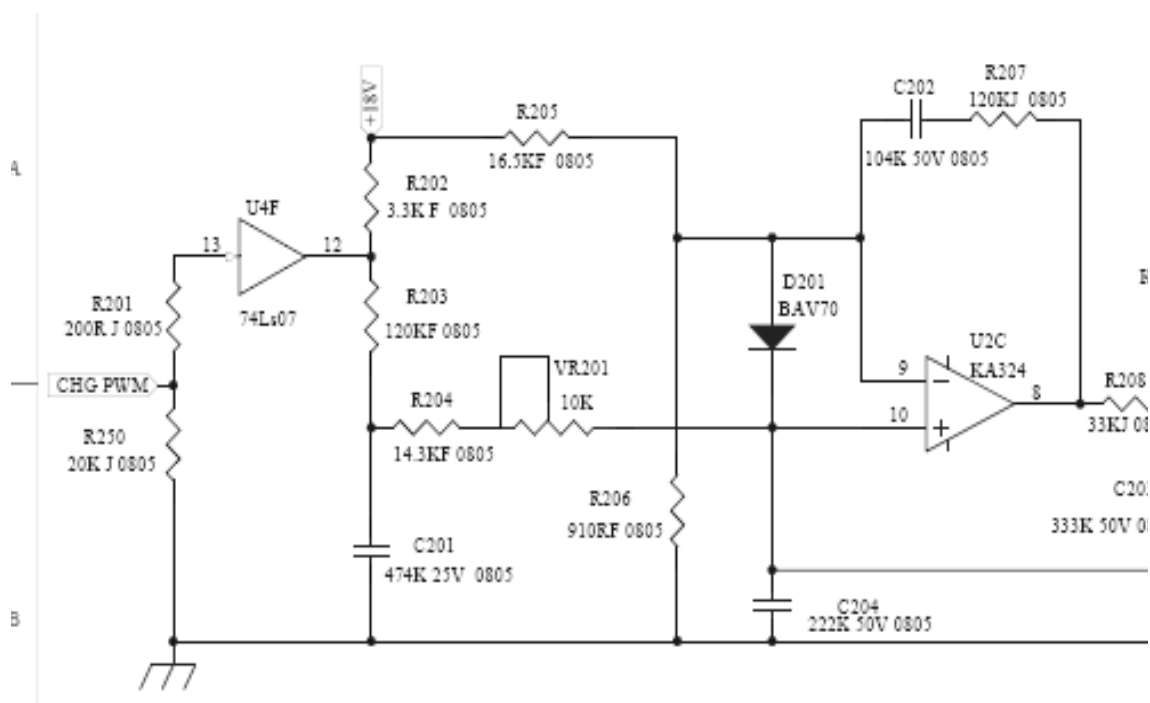 +18V
R205
16.5KF 0805
C202
R207
120KJ 0805
104K 50V 0805
A
R202
3.3K F 0805
U4F
13
12
74Ls07
R203
120KF 0805
D201
BAV70
R201
200R J 0805
CHG PWM
VR201
10K
R204
14.3KF 0805
U2C
KA324
9
10
8
R208
33KJ 08
R250
20K J 0805
R206
910RF 0805
C201
474K 25V 0805
333K 50V 0
C204
222K 50V 0805
B